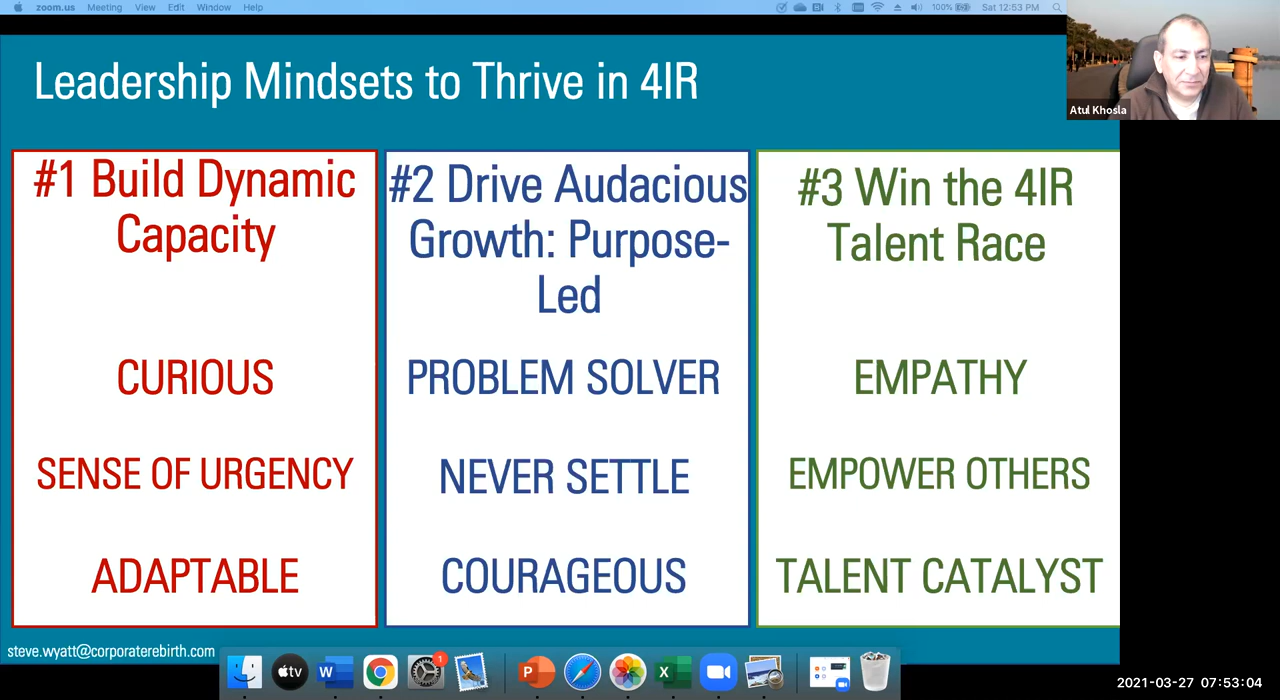 zoom.us Meeting View Edit Window Help 100% Sat 12:53 PM
Leadership Mindsets to Thrive in 4IR
Atul Khosla
#1 Build Dynamic
Capacity
CURIOUS
SENSE OF URGENCY
ADAPTABLE
#2 Drive Audacious
Growth: Purpose-
Led
PROBLEM SOLVER
NEVER SETTLE
COURAGEOUS
#3 Win the 4IR
Talent Race
EMPATHY
EMPOWER OTHERS
TALENT CATALYST
steve.wyatt@corporaterebirth.com
tv W 1 P X
2021-03-27 07:53:04